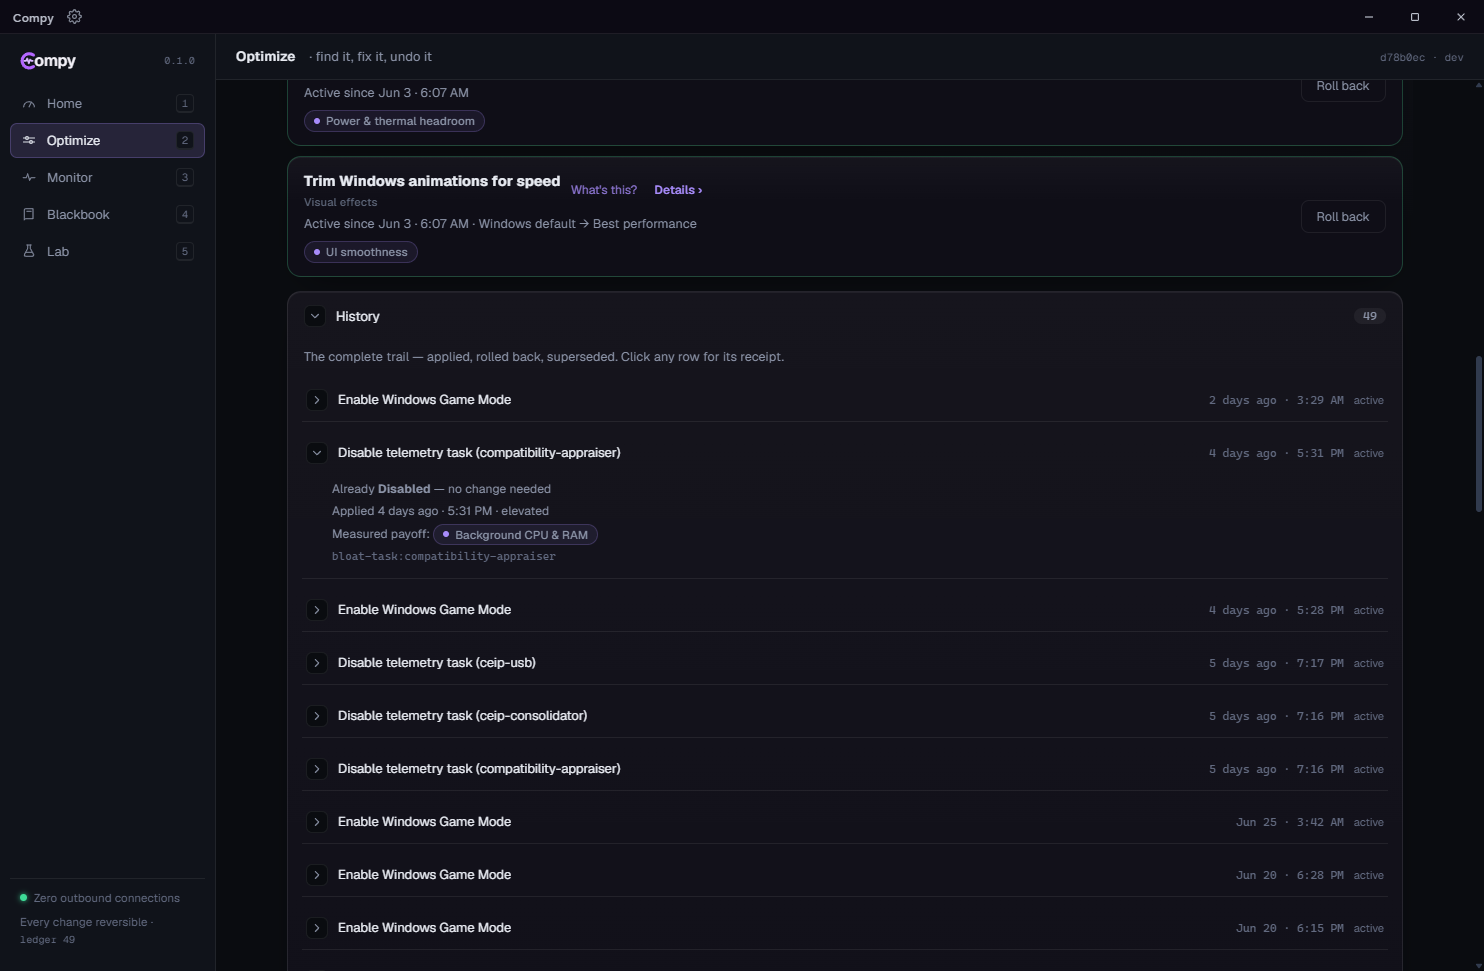 Compy
Compy
0.1.0
Home 1
Optimize 2
Monitor 3
Blackbook 4
Lab 5
Zero outbound connections
Every change reversible ·
ledger 49
Optimize · find it, fix it, undo it
d78b0ec · dev
Active since Jun 3 · 6:07 AM
Roll back
Power & thermal headroom
Trim Windows animations for speed What's this? Details ›
Visual effects
Active since Jun 3 · 6:07 AM · Windows default → Best performance
Roll back
UI smoothness
History 49
The complete trail — applied, rolled back, superseded. Click any row for its receipt.
Enable Windows Game Mode 2 days ago · 3:29 AM active
Disable telemetry task (compatibility-appraiser) 4 days ago · 5:31 PM active
Already Disabled — no change needed
Applied 4 days ago · 5:31 PM · elevated
Measured payoff: Background CPU & RAM
bloat-task:compatibility-appraiser
Enable Windows Game Mode 4 days ago · 5:28 PM active
Disable telemetry task (ceip-usb) 5 days ago · 7:17 PM active
Disable telemetry task (ceip-consolidator) 5 days ago · 7:16 PM active
Disable telemetry task (compatibility-appraiser) 5 days ago · 7:16 PM active
Enable Windows Game Mode Jun 25 · 3:42 AM active
Enable Windows Game Mode Jun 20 · 6:28 PM active
Enable Windows Game Mode Jun 20 · 6:15 PM active